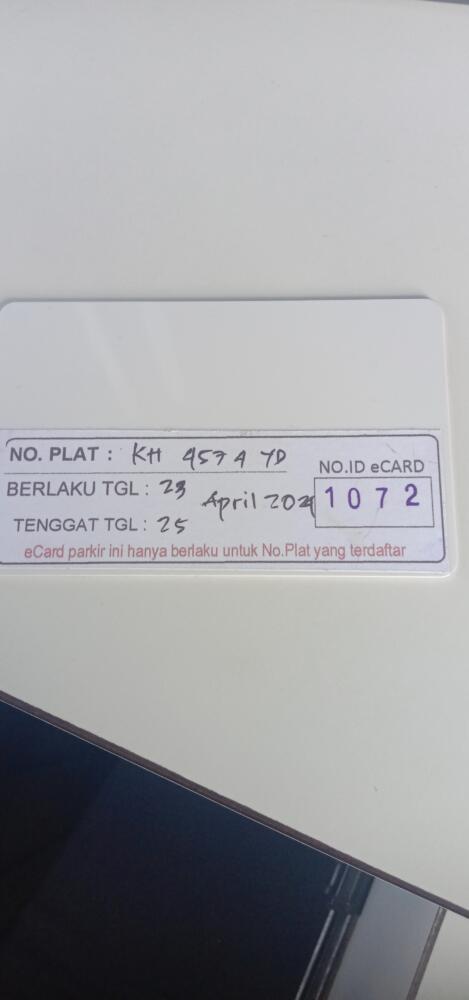 NO. PLAT : KH 4574 YD
NO.ID eCARD
BERLAKU TGL : 23 April
1072
TENGGAT TGL : 25
eCard parkir ini hanya berlaku untuk No.Plat yang terdaftar